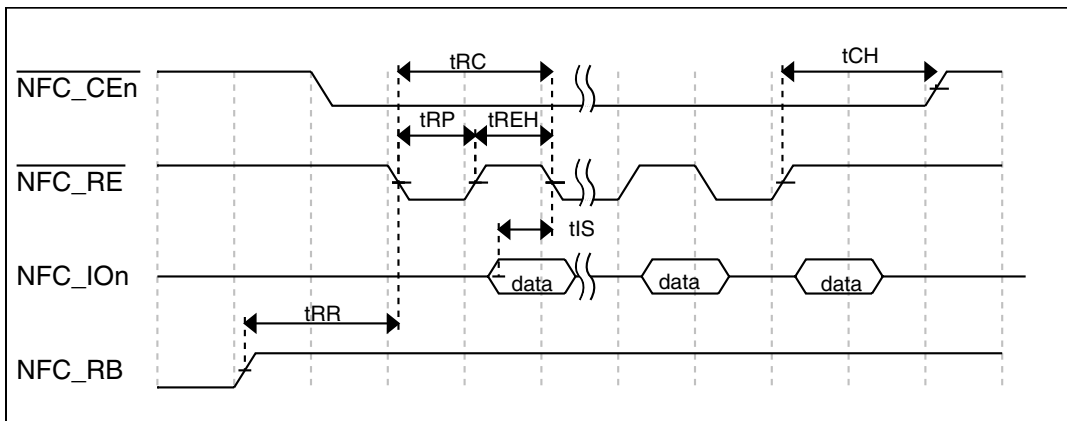 tRC
tCH
NFC_CEn
tRP
tREH
NFC_RE
tIS
NFC_IOn
data
data
data
tRR
NFC_RB